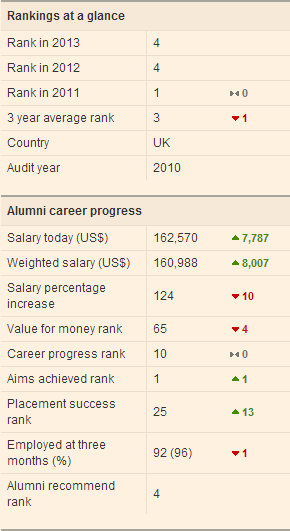 Rankings at a glance
Rank in 2013 4
Rank in 2012 4
Rank in 2011 1 0
3 year average rank 3 1
Country UK
Audit year 2010
Alumni career progress
Salary today (US$) 162,570 7,787
Weighted salary (US$) 160,988 8,007
Salary percentage
increase 124 10
Value for money rank 65 4
Career progress rank 10 0
Aims achieved rank 1 1
Placement success
rank 25 13
Employed at three
months (%) 92 (96) 1
Alumni recommend
rank 4